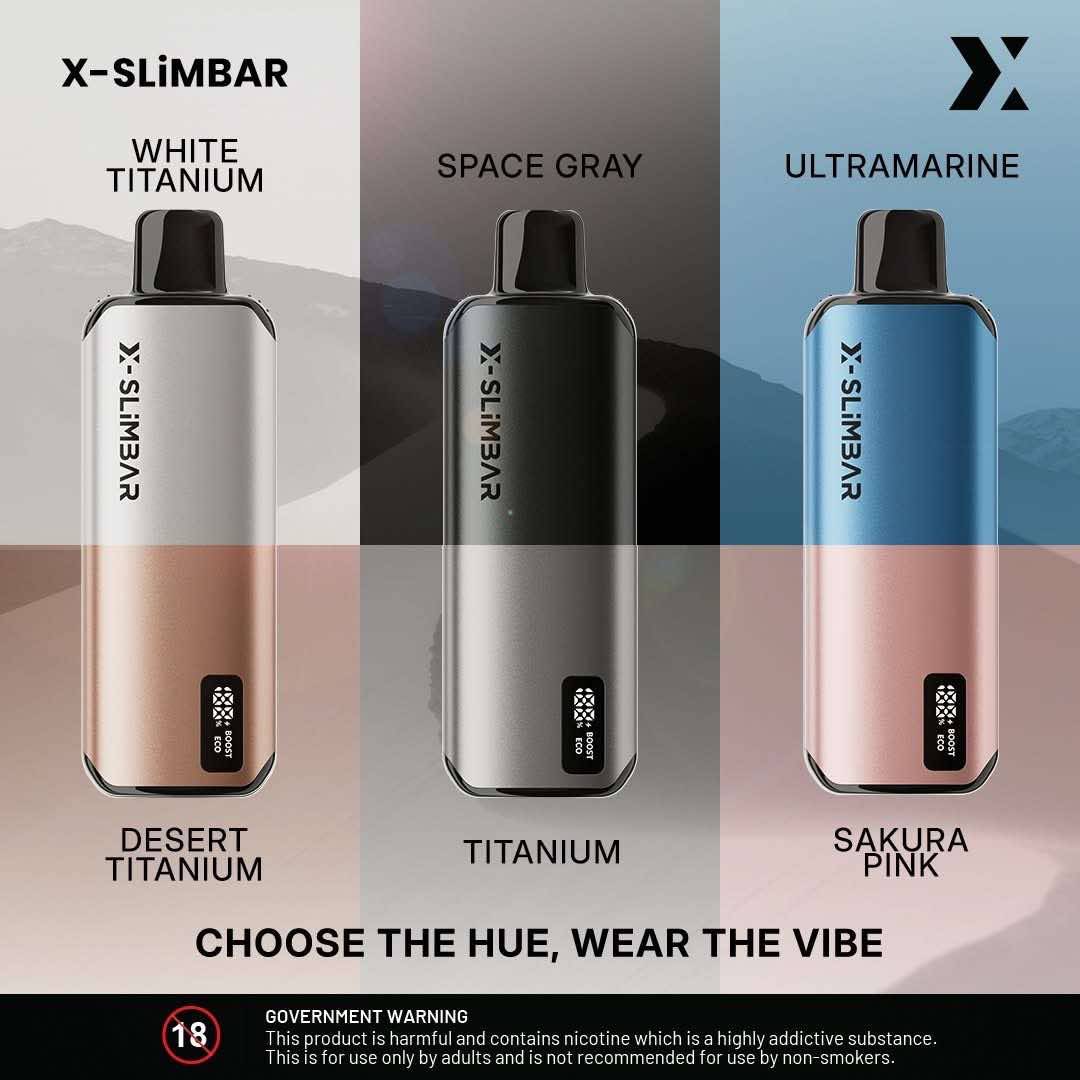 X-SLiMBAR
WHITE
TITANIUM
SPACE GRAY
ULTRAMARINE
X-SLiMBAR
X-SLiMBAR
X-SLiMBAR
188%
BOOST
ECO
188%
BOOST
ECO
188%
BOOST
ECO
DESERT
TITANIUM
TITANIUM
SAKURA
PINK
CHOOSE THE HUE, WEAR THE VIBE
18
GOVERNMENT WARNING
This product is harmful and contains nicotine which is a highly addictive substance.
This is for use only by adults and is not recommended for use by non-smokers.